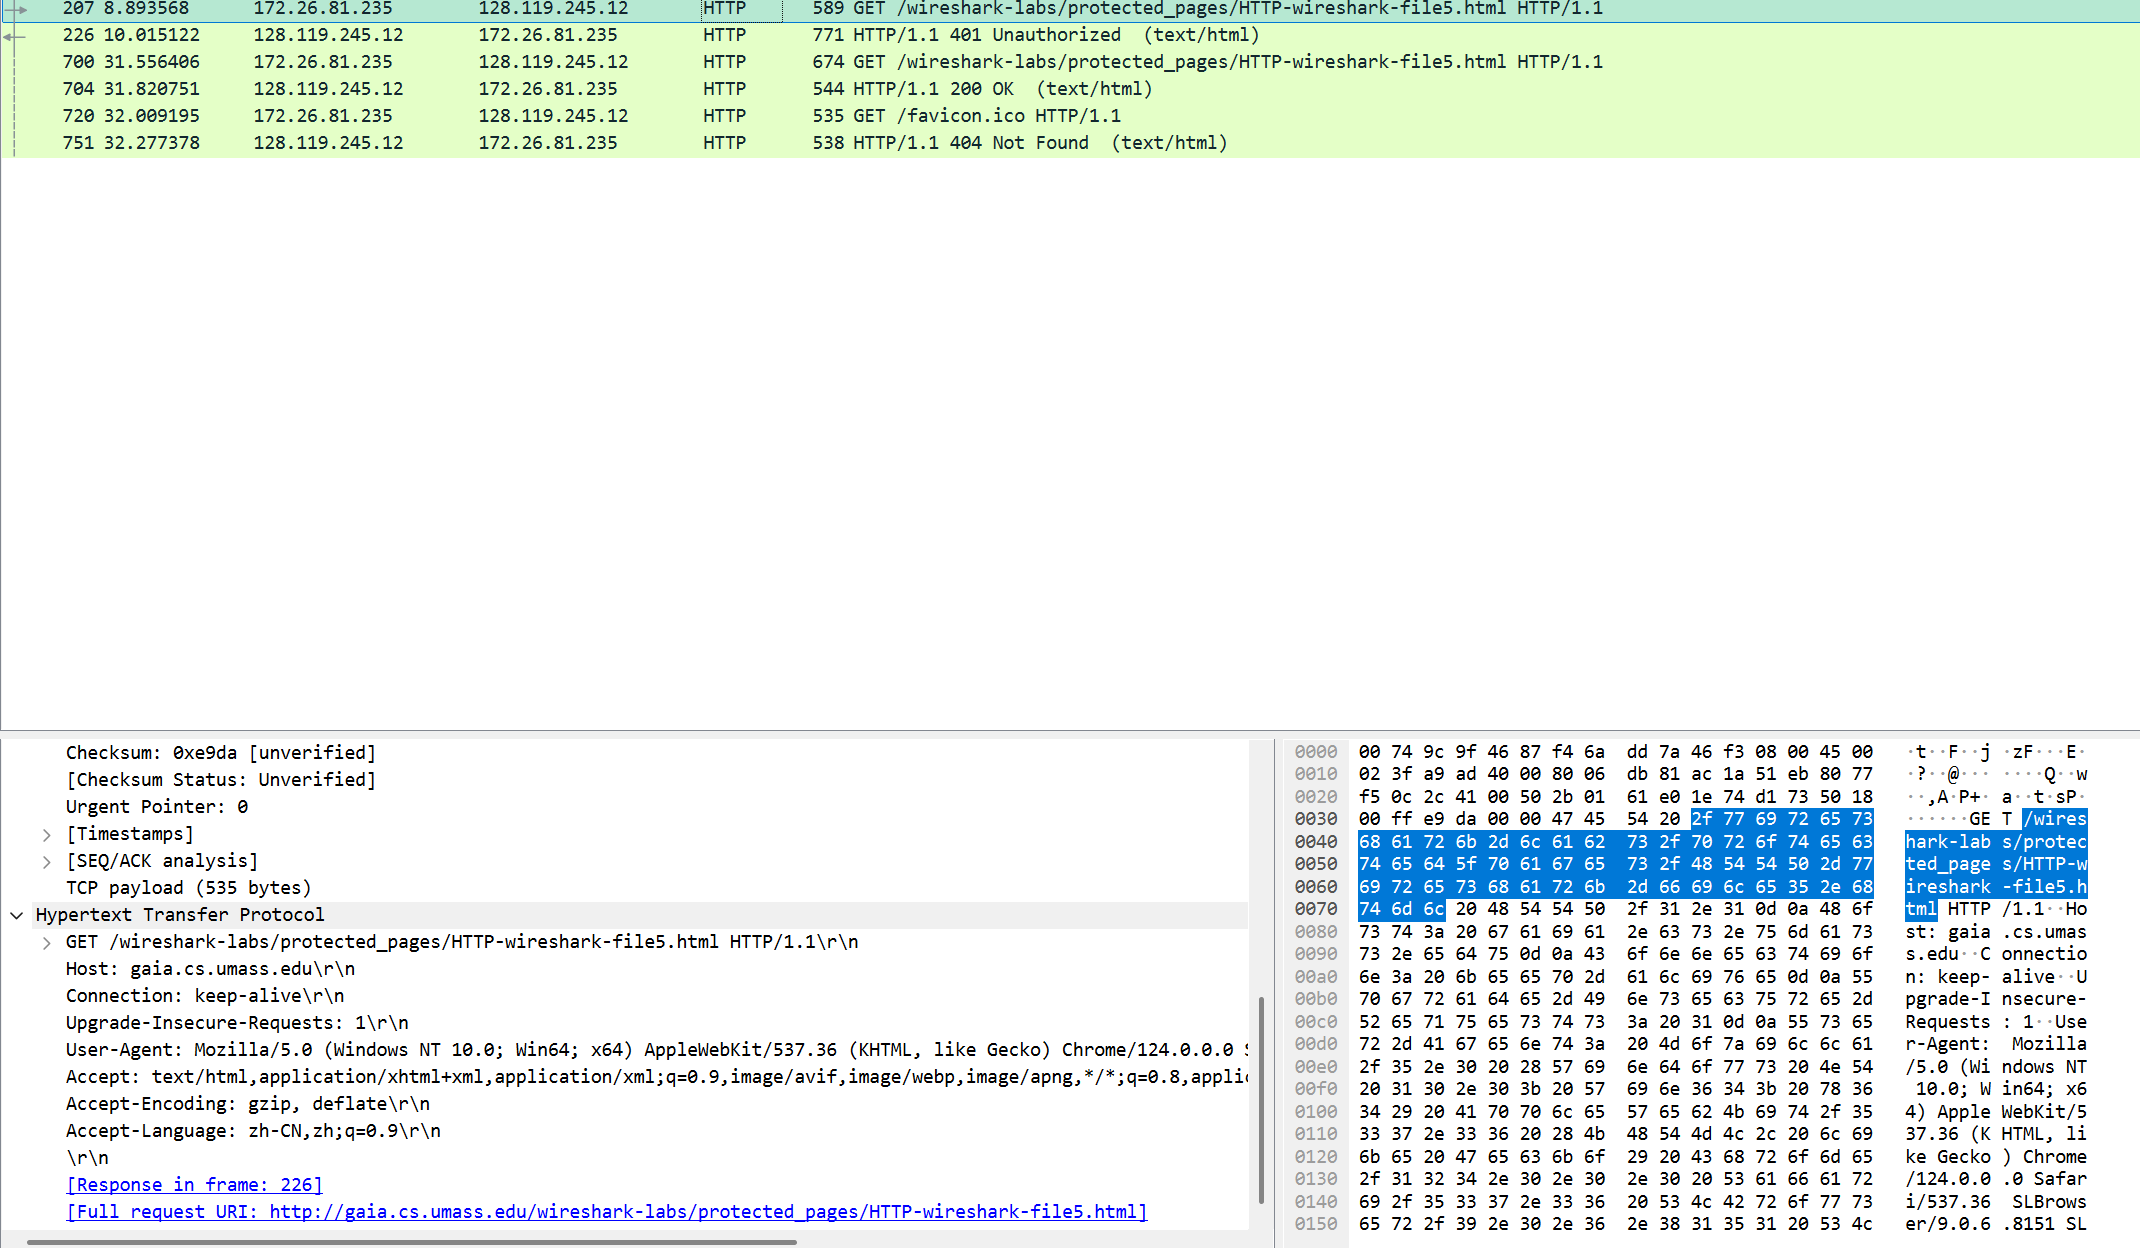 207 8.893568 172.26.81.235 128.119.245.12 HTTP 589 GET /wireshark-labs/protected_pages/HTTP-wireshark-file5.html HTTP/1.1
226 10.015122 128.119.245.12 172.26.81.235 HTTP 771 HTTP/1.1 401 Unauthorized (text/html)
700 31.556406 172.26.81.235 128.119.245.12 HTTP 674 GET /wireshark-labs/protected_pages/HTTP-wireshark-file5.html HTTP/1.1
704 31.820751 128.119.245.12 172.26.81.235 HTTP 544 HTTP/1.1 200 OK (text/html)
720 32.009195 172.26.81.235 128.119.245.12 HTTP 535 GET /favicon.ico HTTP/1.1
751 32.277378 128.119.245.12 172.26.81.235 HTTP 538 HTTP/1.1 404 Not Found (text/html)
Checksum: 0xe9da [unverified]
[Checksum Status: Unverified]
Urgent Pointer: 0
[Timestamps]
[SEQ/ACK analysis]
TCP payload (535 bytes)
Hypertext Transfer Protocol
GET /wireshark-labs/protected_pages/HTTP-wireshark-file5.html HTTP/1.1\r\n
Host: gaia.cs.umass.edu\r\n
Connection: keep-alive\r\n
Upgrade-Insecure-Requests: 1\r\n
User-Agent: Mozilla/5.0 (Windows NT 10.0; Win64; x64) AppleWebKit/537.36 (KHTML, like Gecko) Chrome/124.0.0.0
Accept: text/html,application/xhtml+xml,application/xml;q=0.9,image/avif,image/webp,image/apng,*/*;q=0.8,applic
Accept-Encoding: gzip, deflate\r\n
Accept-Language: zh-CN,zh;q=0.9\r\n
\r\n
[Response in frame: 226]
[Full request URI: http://gaia.cs.umass.edu/wireshark-labs/protected_pages/HTTP-wireshark-file5.html]
0000 00 74 9c 9f 46 87 f4 6a dd 7a 46 f3 08 00 45 00 ·t··F··j ·zF···E·
0010 02 3f a9 ad 40 00 80 06 db 81 ac 1a 51 eb 80 77 ·?··@··· ····Q··w
0020 f5 0c 2c 41 00 50 2b 01 61 e0 1e 74 d1 73 50 18 ··,A·P+· a··t·sP·
0030 00 ff e9 da 00 00 47 45 54 20 2f 77 69 72 65 73 ······GE T /wires
0040 68 61 72 6b 2d 6c 61 62 73 2f 70 72 6f 74 65 63 hark-lab s/protec
0050 74 65 64 5f 70 61 67 65 73 2f 48 54 54 50 2d 77 ted_page s/HTTP-w
0060 69 72 65 73 68 61 72 6b 2d 66 69 6c 65 35 2e 68 ireshark -file5.h
0070 74 6d 6c 20 48 54 54 50 2f 31 2e 31 0d 0a 48 6f tml HTTP /1.1··Ho
0080 73 74 3a 20 67 61 69 61 2e 63 73 2e 75 6d 61 73 st: gaia .cs.umas
0090 73 2e 65 64 75 0d 0a 43 6f 6e 6e 65 63 74 69 6f s.edu··C onnectio
00a0 6e 3a 20 6b 65 65 70 2d 61 6c 69 76 65 0d 0a 55 n: keep- alive··U
00b0 70 67 72 61 64 65 2d 49 6e 73 65 63 75 72 65 2d pgrade-I nsecure-
00c0 52 65 71 75 65 73 74 73 3a 20 31 0d 0a 55 73 65 Requests : 1··Use
00d0 72 2d 41 67 65 6e 74 3a 20 4d 6f 7a 69 6c 6c 61 r-Agent: Mozilla
00e0 2f 35 2e 30 20 28 57 69 6e 64 6f 77 73 20 4e 54 /5.0 (Wi ndows NT
00f0 20 31 30 2e 30 3b 20 57 69 6e 36 34 3b 20 78 36 10.0; W in64; x6
0100 34 29 20 41 70 70 6c 65 57 65 62 4b 69 74 2f 35 4) Apple WebKit/5
0110 33 37 2e 33 36 20 28 4b 48 54 4d 4c 2c 20 6c 69 37.36 (K HTML, li
0120 6b 65 20 47 65 63 6b 6f 29 20 43 68 72 6f 6d 65 ke Gecko ) Chrome
0130 2f 31 32 34 2e 30 2e 30 2e 30 20 53 61 66 61 72 /124.0.0 .0 Safar
0140 69 2f 35 33 37 2e 33 36 20 53 4c 42 72 6f 77 73 i/537.36 SLBrows
0150 65 72 2f 39 2e 30 2e 36 2e 38 31 35 31 20 53 4c er/9.0.6 .8151 SL